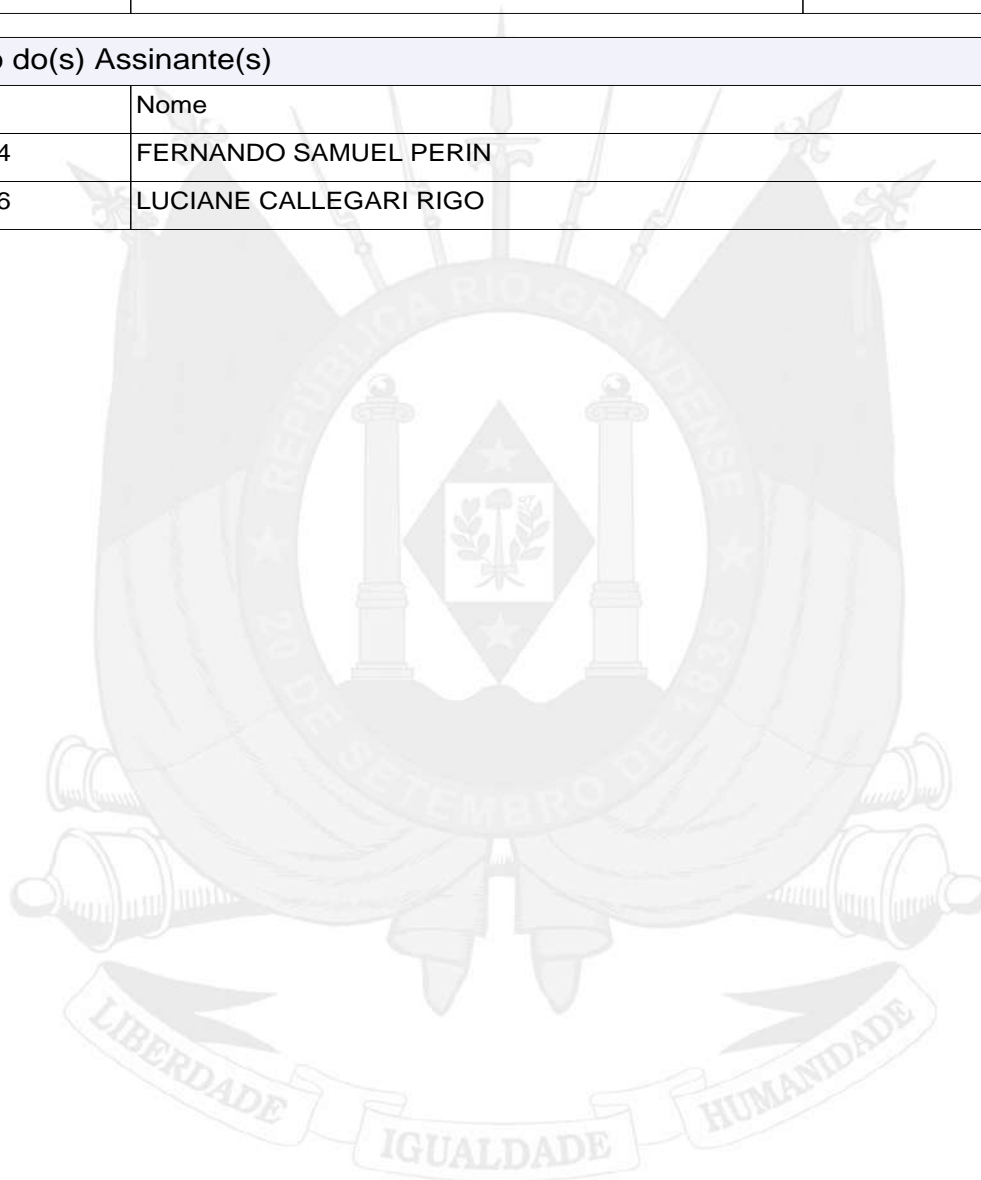 o do(s) Assinante(s)
Nome
4 FERNANDO SAMUEL PERIN
6 LUCIANE CALLEGARI RIGO
REPÚBLICA RIO-GRANDENSE
20 DE SETEMBRO DE 1835
LIBERDADE IGUALDADE HUMANIDADE